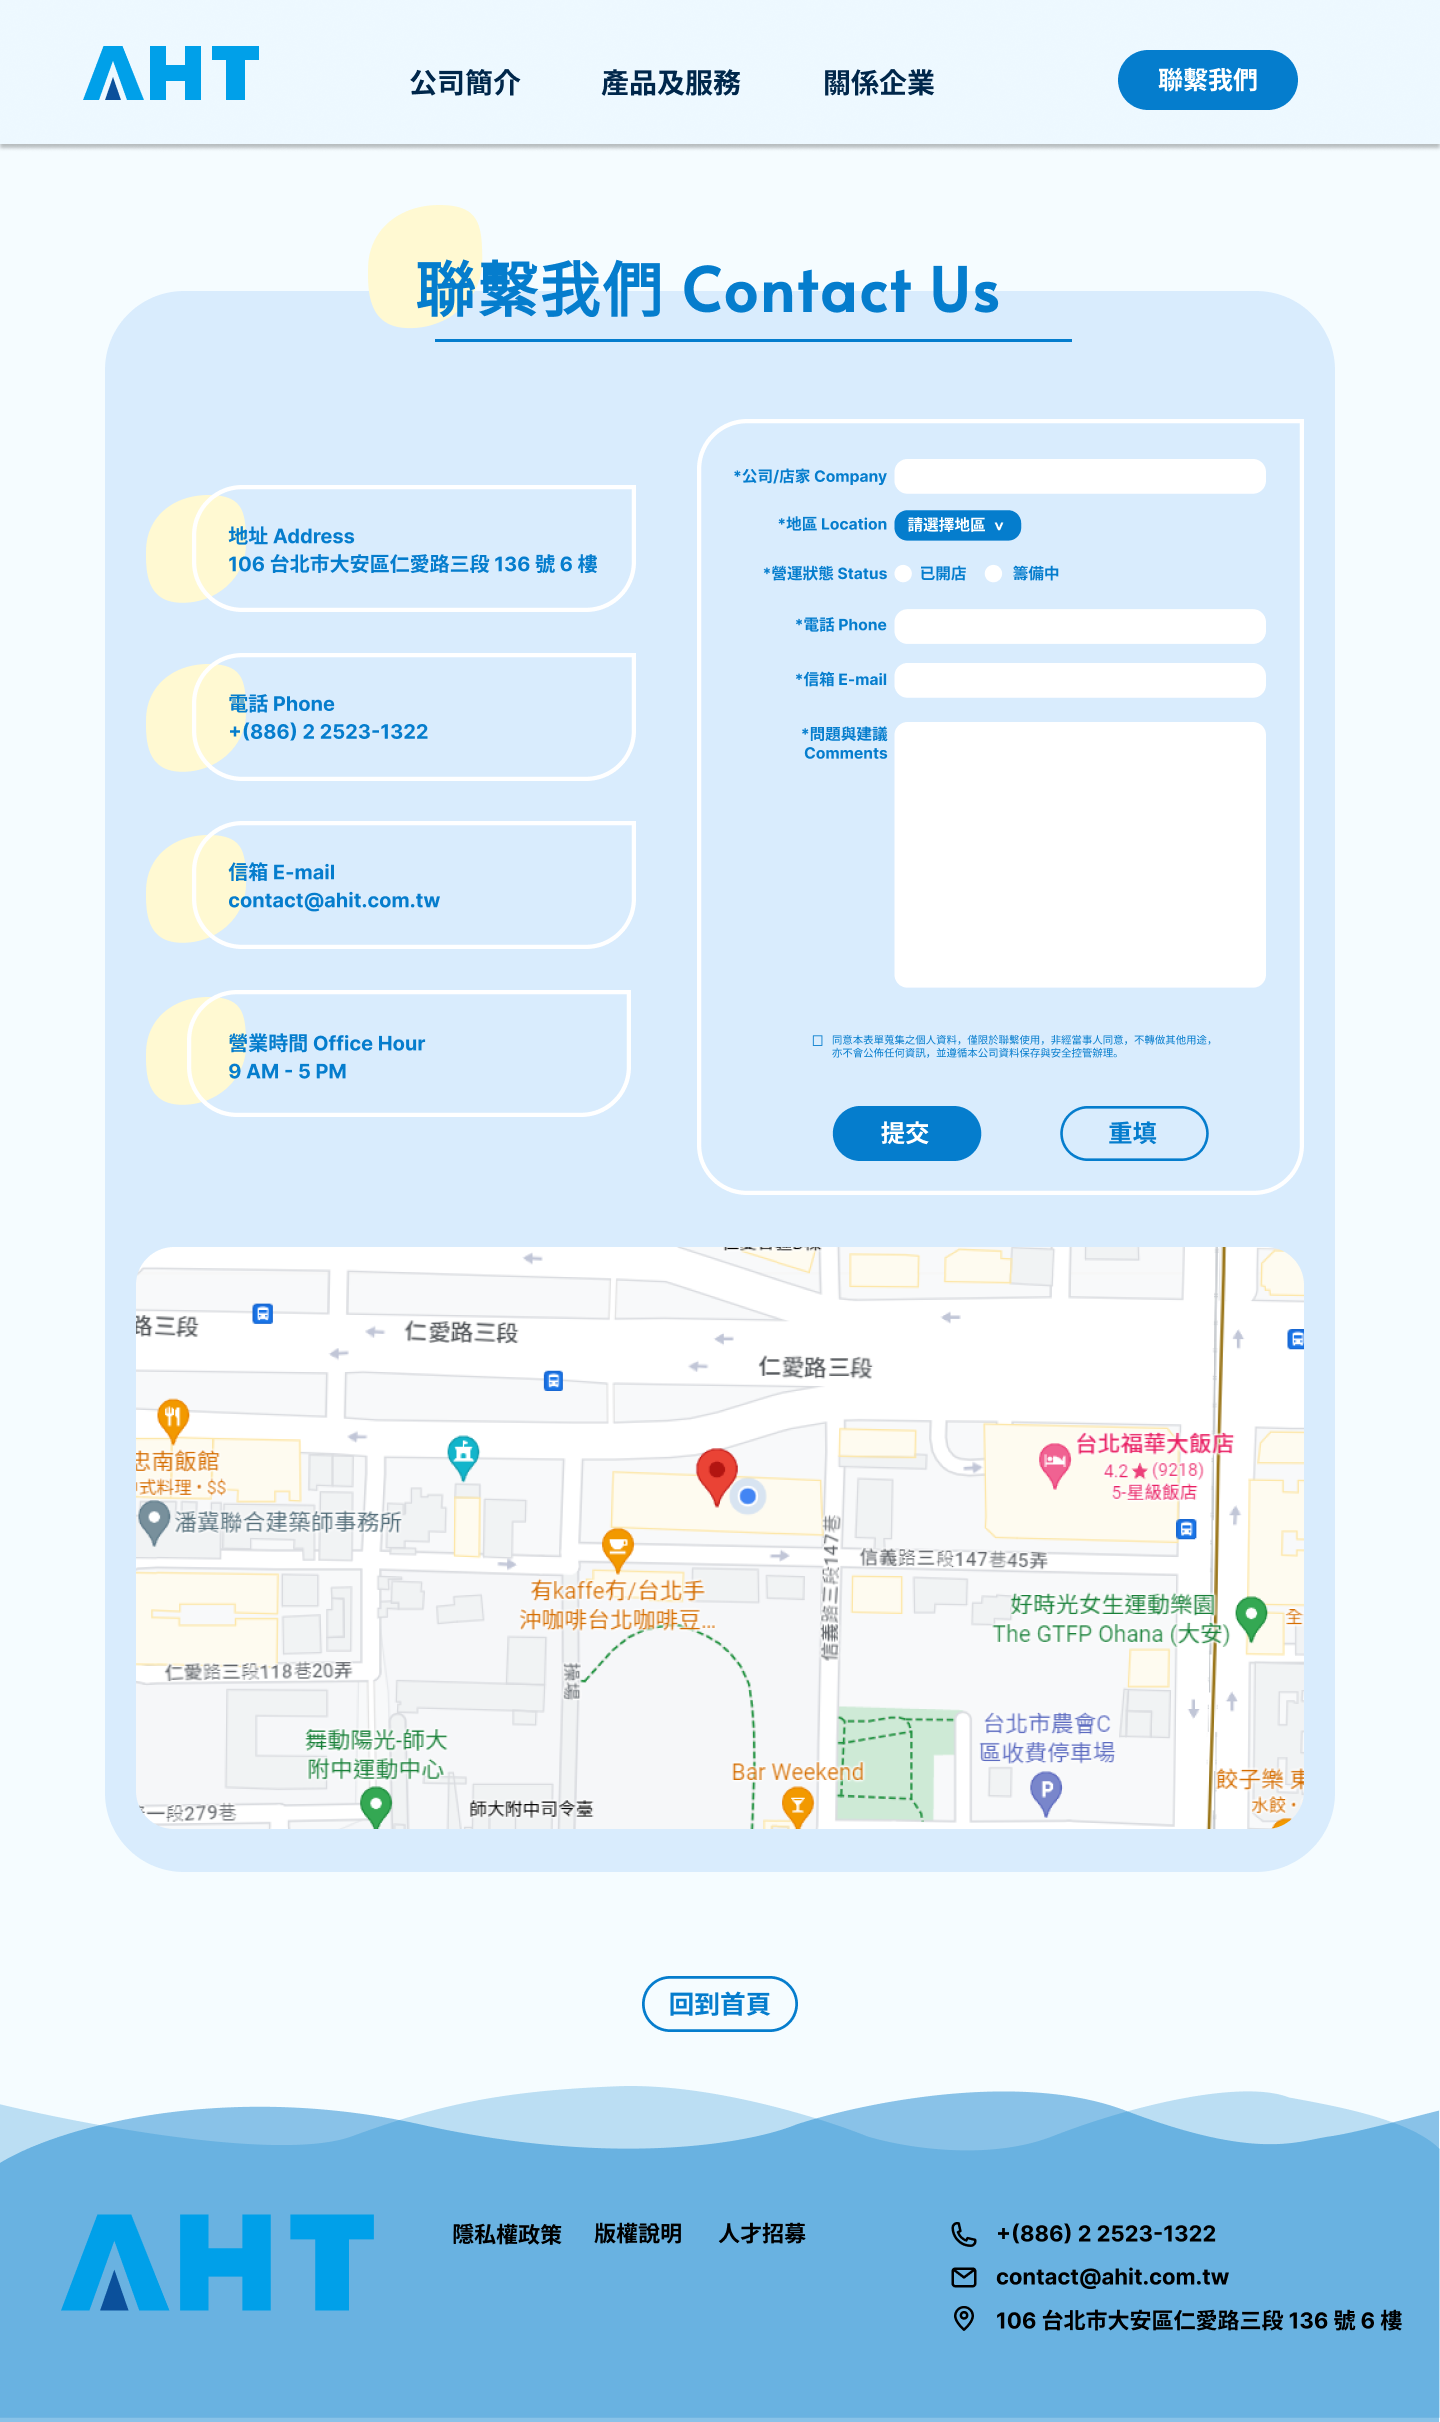 AHT
公司簡介
產品及服務
關係企業
聯繫我們
聯繫我們 Contact Us
地址 Address
106 台北市大安區仁愛路三段 136 號 6 樓
電話 Phone
+(886) 2 2523-1322
信箱 E-mail
contact@ahit.com.tw
營業時間 Office Hour
9 AM - 5 PM
*公司/店家 Company
*地區 Location
請選擇地區 v
*營運狀態 Status
已開店
籌備中
*電話 Phone
*信箱 E-mail
*問題與建議
Comments
同意本表單蒐集之個人資料，僅限於聯繫使用，非經當事人同意，不轉做其他用途，
亦不會公佈任何資訊，並遵循本公司資料保存與安全控管辦理。
提交
重填
路三段
仁愛路三段
仁愛路三段
忠南飯館
式料理・$$
潘冀聯合建築師事務所
台北福華大飯店
4.2★(9218)
5-星級飯店
信義路三段147巷
信義路三段147巷45弄
有kaffe冇/台北手
沖咖啡台北咖啡豆...
好時光女生運動樂園
The GTFP Ohana (大安)
全
仁愛路三段118巷20弄
操場
舞動陽光-師大
附中運動中心
台北市農會C
區收費停車場
P
Bar Weekend
餃子樂 東
水餃・
一段279巷
師大附中司令臺
回到首頁
AHT
隱私權政策
版權說明
人才招募
+(886) 2 2523-1322
contact@ahit.com.tw
106 台北市大安區仁愛路三段 136 號 6 樓